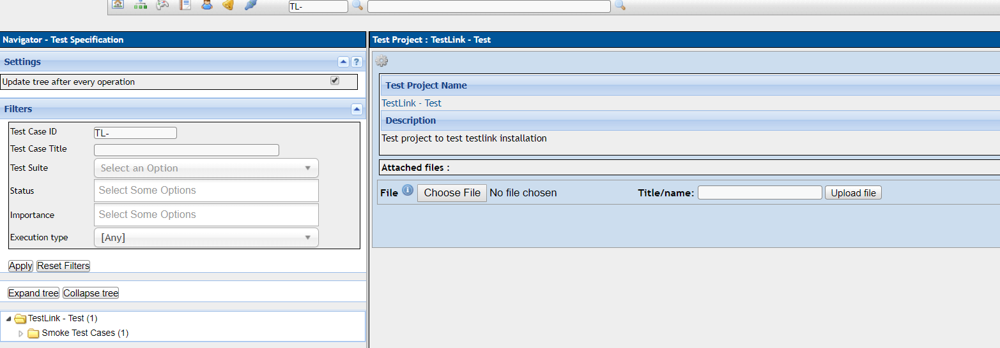 TL-
Navigator - Test Specification
Settings
?
Update tree after every operation
Filters
Test Case ID TL-
Test Case Title
Test Suite Select an Option
Status Select Some Options
Importance Select Some Options
Execution type [Any]
Apply Reset Filters
Expand tree Collapse tree
TestLink - Test (1)
Smoke Test Cases (1)
Test Project : TestLink - Test
Test Project Name
TestLink - Test
Description
Test project to test testlink installation
Attached files :
File i Choose File No file chosen Title/name: Upload file